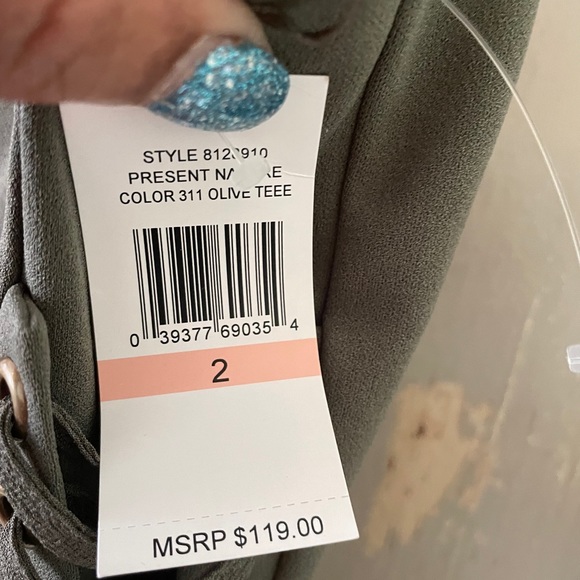 STYLE
PRESENT
COLOR 311 OLIVE TEEE
0 39377 69035 4
2
MSRP $119.00